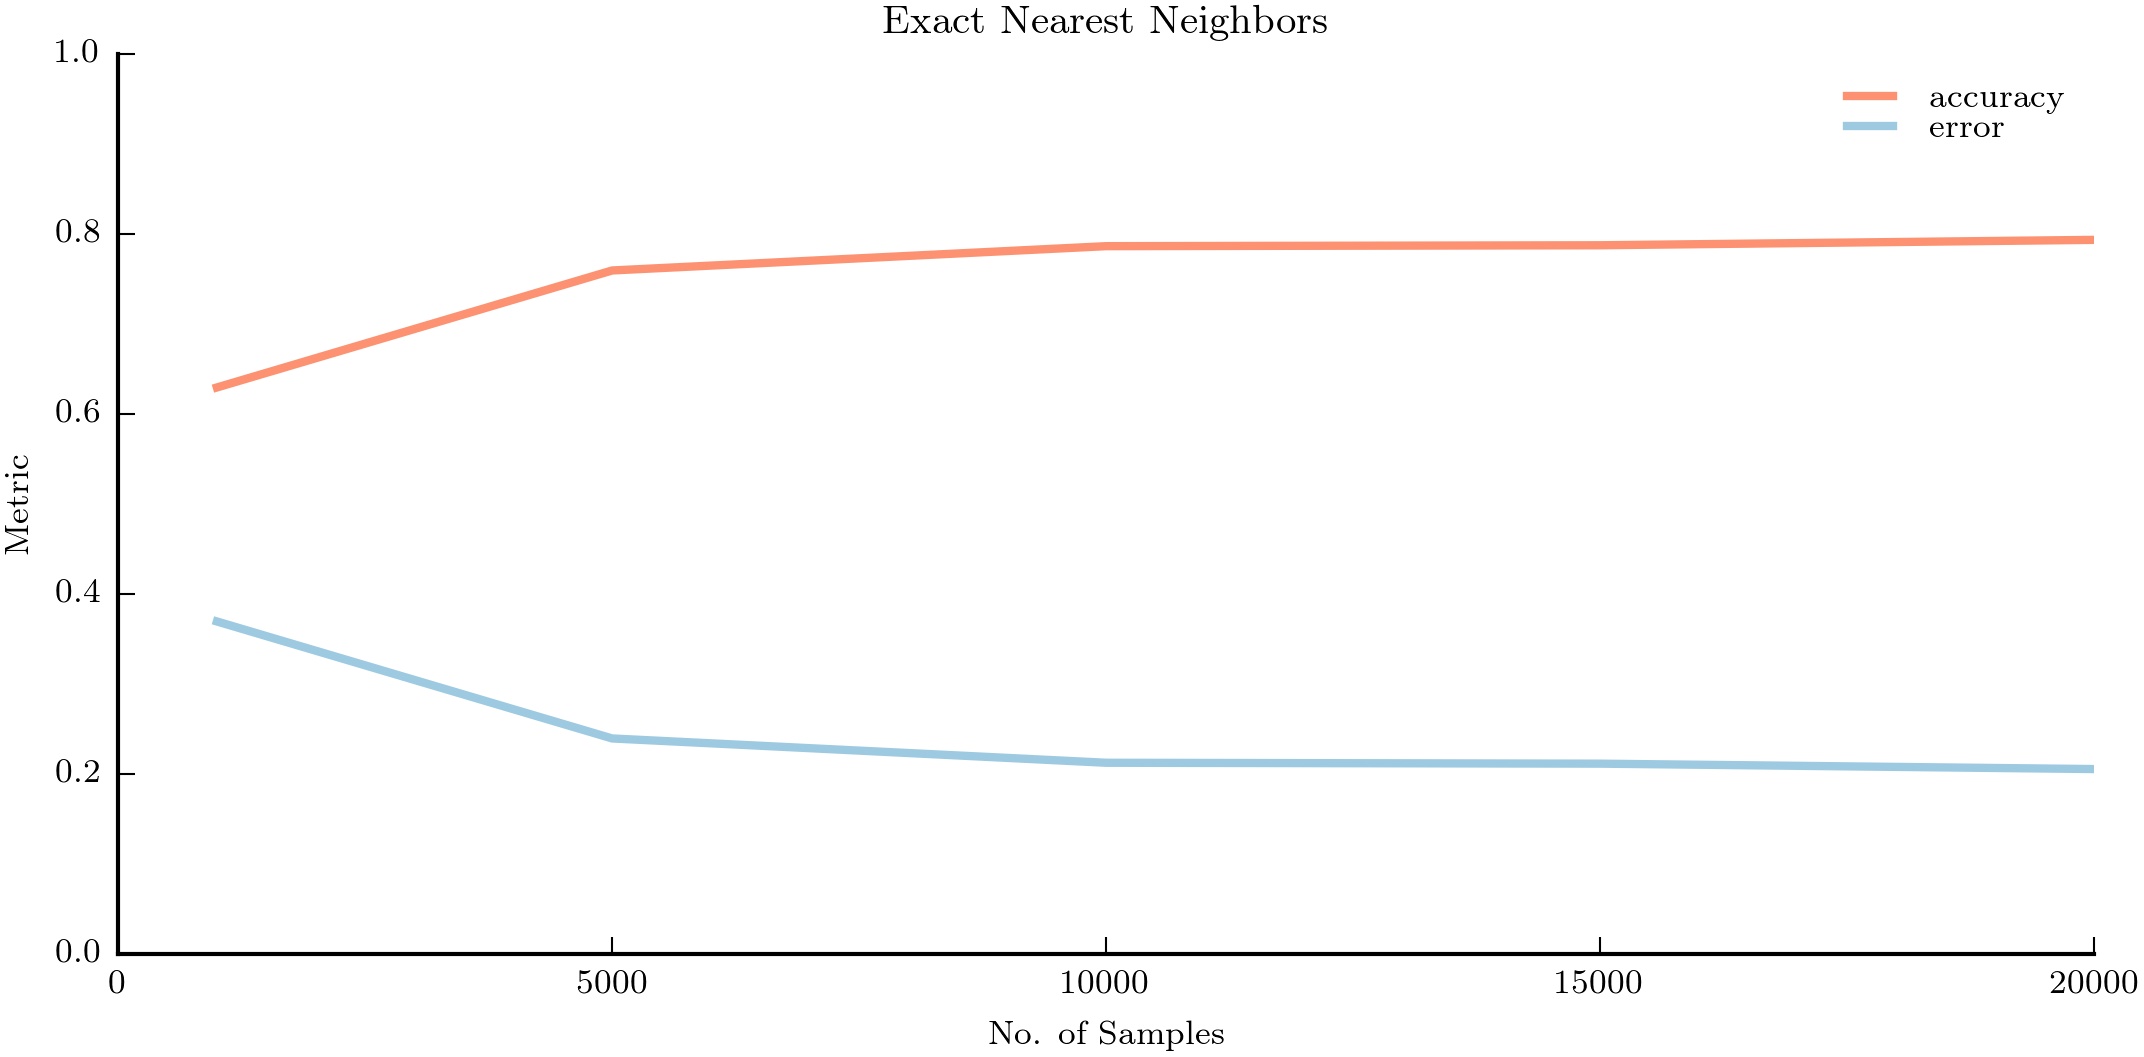 Exact Nearest Neighbors
1.0
accuracy
error
0.8
0.6
Metric
0.4
0.2
0.0
0 5000 10000 15000 20000
No. of Samples